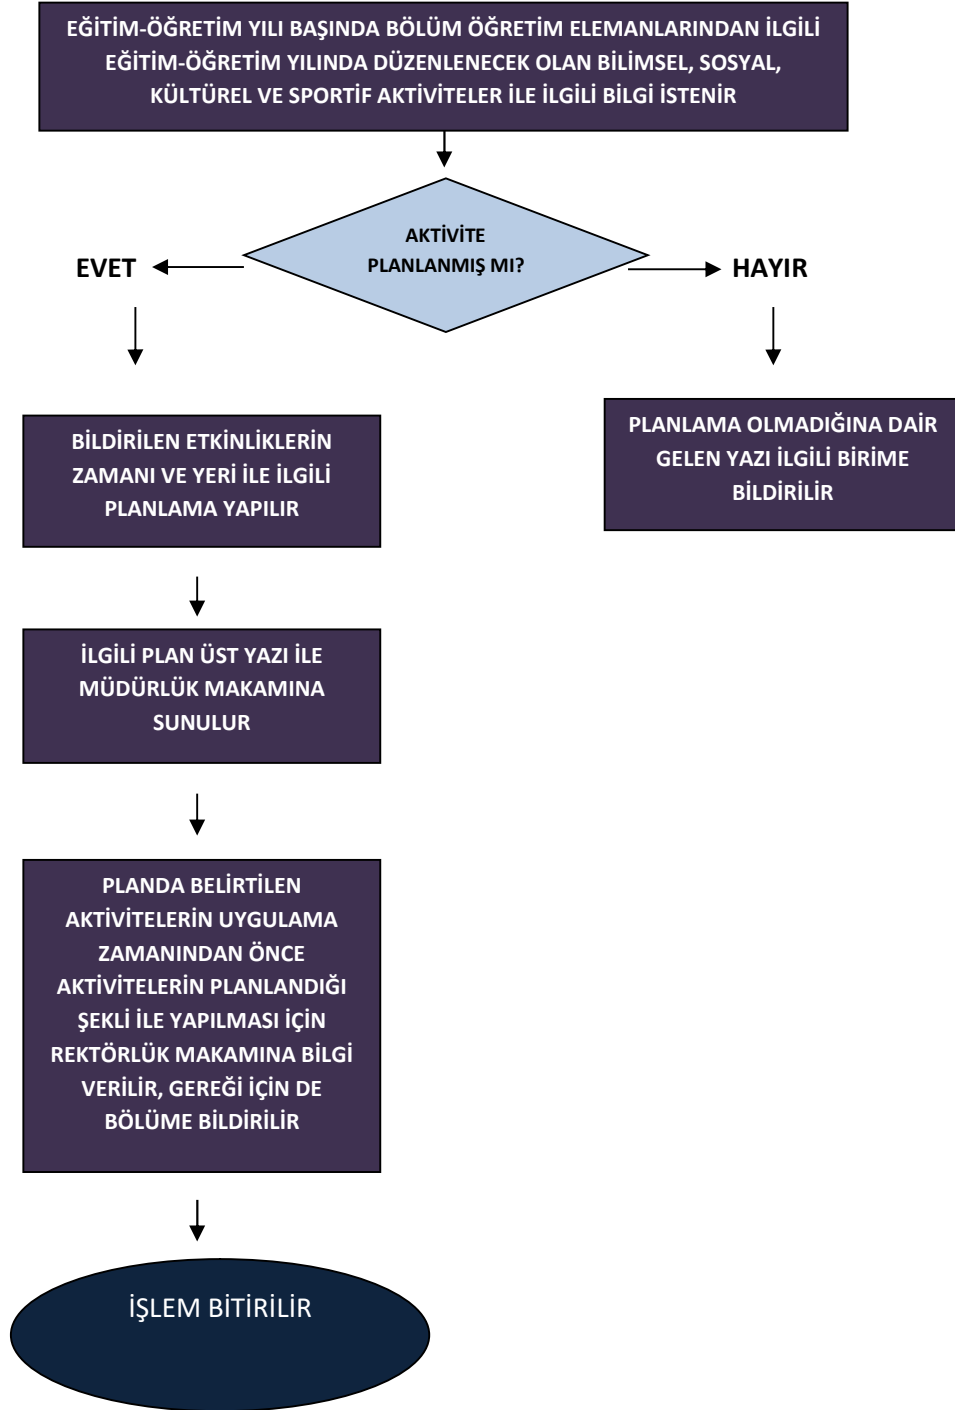 EĞİTİM-ÖĞRETİM YILI BAŞINDA BÖLÜM ÖĞRETİM ELEMANLARINDAN İLGİLİ
EĞİTİM-ÖĞRETİM YILINDA DÜZENLENECEK OLAN BİLİMSEL, SOSYAL,
KÜLTÜREL VE SPORTİF AKTİVİTELER İLE İLGİLİ BİLGİ İSTENİR
AKTİVİTE
PLANLANMIŞ MI?
EVET
HAYIR
BİLDİRİLEN ETKİNLİKLERİN
ZAMANI VE YERİ İLE İLGİLİ
PLANLAMA YAPILIR
PLANLAMA OLMADIĞINA DAİR
GELEN YAZI İLGİLİ BİRİME
BİLDİRİLİR
İLGİLİ PLAN ÜST YAZI İLE
MÜDÜRLÜK MAKAMINA
SUNULUR
PLANDA BELİRTİLEN
AKTİVİTELERİN UYGULAMA
ZAMANINDAN ÖNCE
AKTİVİTELERİN PLANLANDIĞI
ŞEKLİ İLE YAPILMASI İÇİN
REKTÖRLÜK MAKAMINA BİLGİ
VERİLİR, GEREĞİ İÇİN DE
BÖLÜME BİLDİRİLİR
İŞLEM BİTİRİLİR